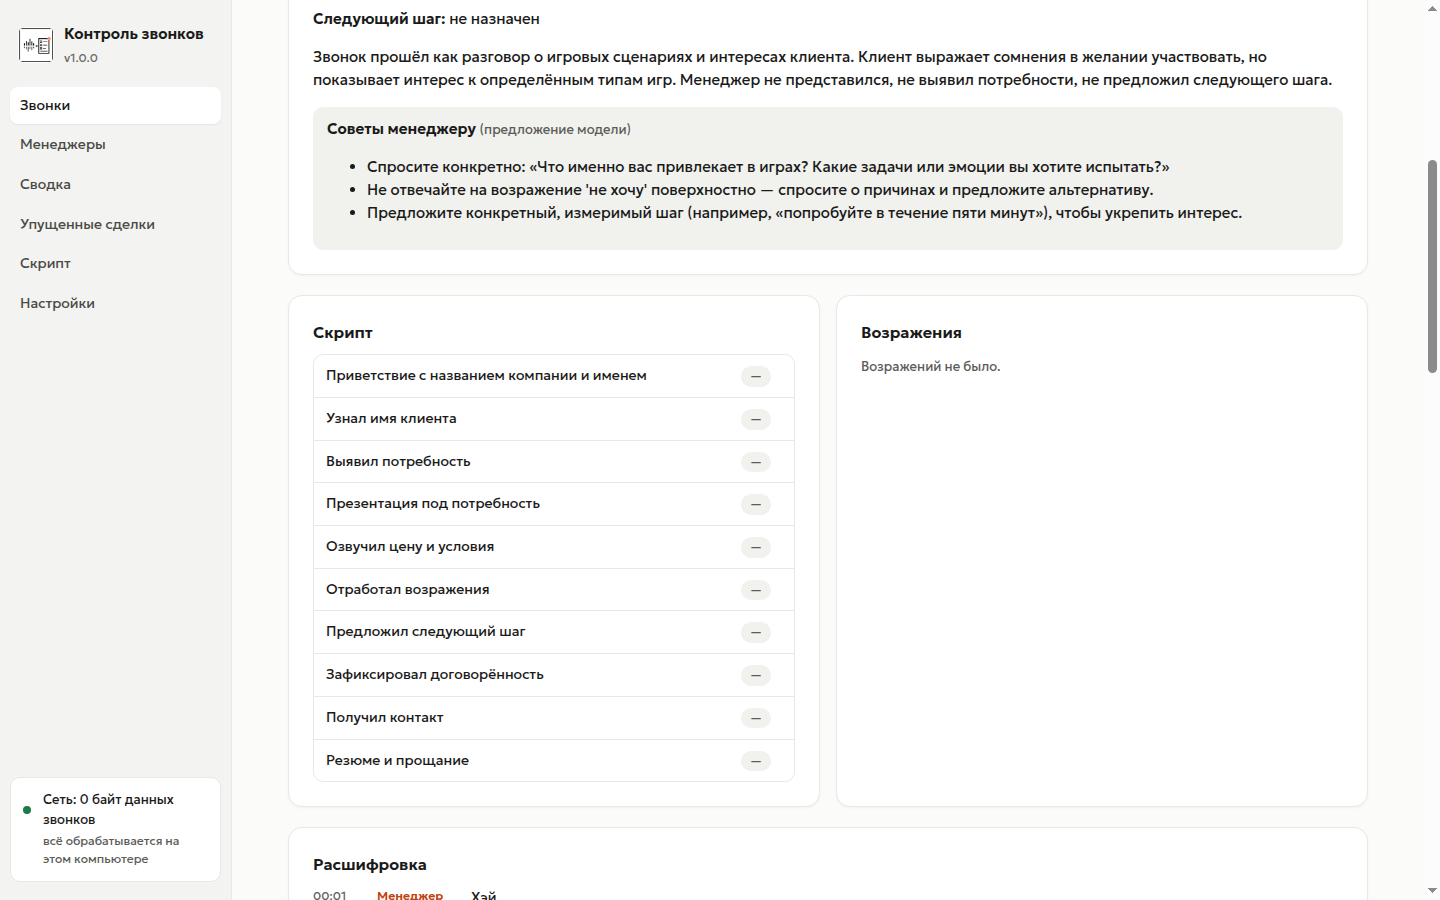 Контроль звонков
v1.0.0
Звонки
Менеджеры
Сводка
Упущенные сделки
Скрипт
Настройки
Сеть: 0 байт данных
звонков
всё обрабатывается на
этом компьютере
Следующий шаг: не назначен
Звонок прошёл как разговор о игровых сценариях и интересах клиента. Клиент выражает сомнения в желании участвовать, но
показывает интерес к определённым типам игр. Менеджер не представился, не выявил потребности, не предложил следующего шага.
Советы менеджеру (предложение модели)
• Спросите конкретно: «Что именно вас привлекает в играх? Какие задачи или эмоции вы хотите испытать?»
• Не отвечайте на возражение 'не хочу' поверхностно — спросите о причинах и предложите альтернативу.
• Предложите конкретный, измеримый шаг (например, «попробуйте в течение пяти минут»), чтобы укрепить интерес.
Скрипт
Приветствие с названием компании и именем —
Узнал имя клиента —
Выявил потребность —
Презентация под потребность —
Озвучил цену и условия —
Отработал возражения —
Предложил следующий шаг —
Зафиксировал договорённость —
Получил контакт —
Резюме и прощание —
Возражения
Возражений не было.
Расшифровка
00:01 Менеджер Хэй